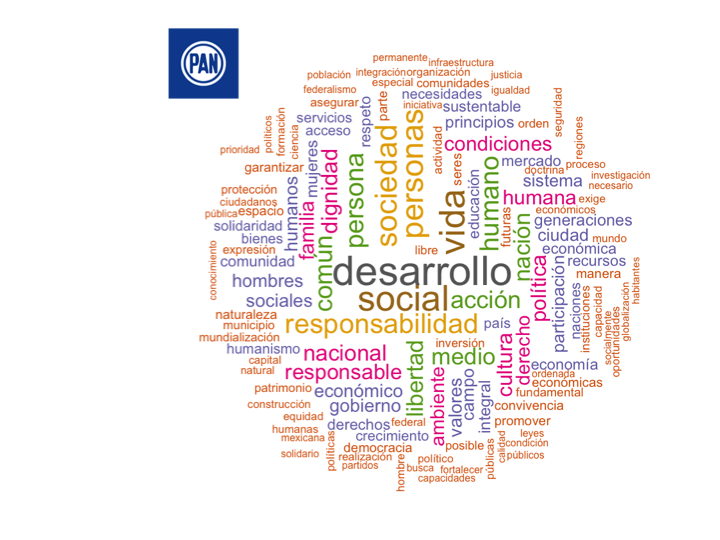 PAN
permanente infraestructura
población integración organización justicia
federalismo especial comunidades igualdad
asegurar parte necesidades
iniciativa sustentable
políticos formación ciencia servicios respeto principios orden seguridad regiones
acceso
prioridad mujeres dignidad persona sociedad personas actividad seres condiciones
garantizar mercado proceso
doctrina investigación
protección humanos familia vida educación humano sistema necesario
ciudadanos humana exige
pública espacio económicos
solidaridad futuras nación generaciones
bienes ciudad mundo
expresión común libre económica
conocimiento comunidad desarrollo política participación recursos
hombres manera habitantes
sociales social acción naciones instituciones capacidad socialmente oportunidades globalización
naturaleza responsabilidad país
municipio
mundialización
humanismo nacional libertad inversión cultura derecho
capital medio economía
natural responsable ordenada
patrimonio económico ambiente valores campo integral económicas
fundamental
construcción gobierno convivencia
equidad derechos federal promover
humanas leyes
mexicana crecimiento condición
solidario políticas democracia posible calidad públicos
realización político
partidos hombre busca fortalecer públicas
capacidades